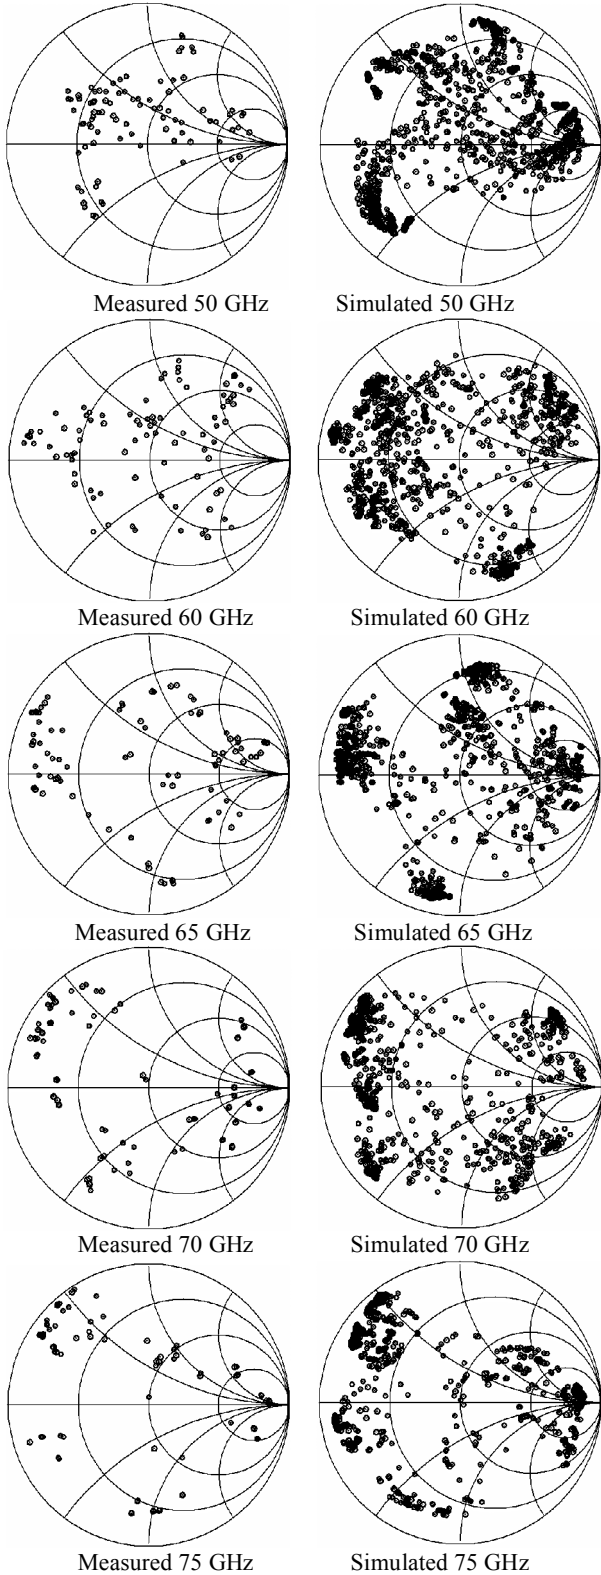 Measured 50 GHz Simulated 50 GHz
Measured 60 GHz Simulated 60 GHz
Measured 65 GHz Simulated 65 GHz
Measured 70 GHz Simulated 70 GHz
Measured 75 GHz Simulated 75 GHz